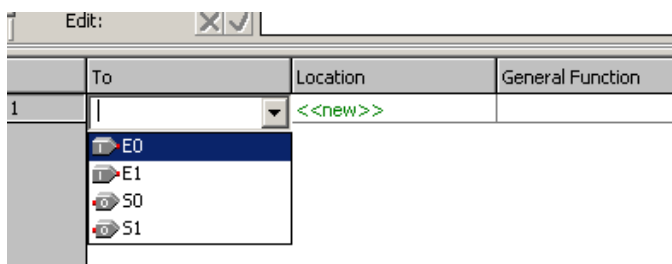 Edit:
To Location General Function
1 <<new>>
E0
E1
S0
S1